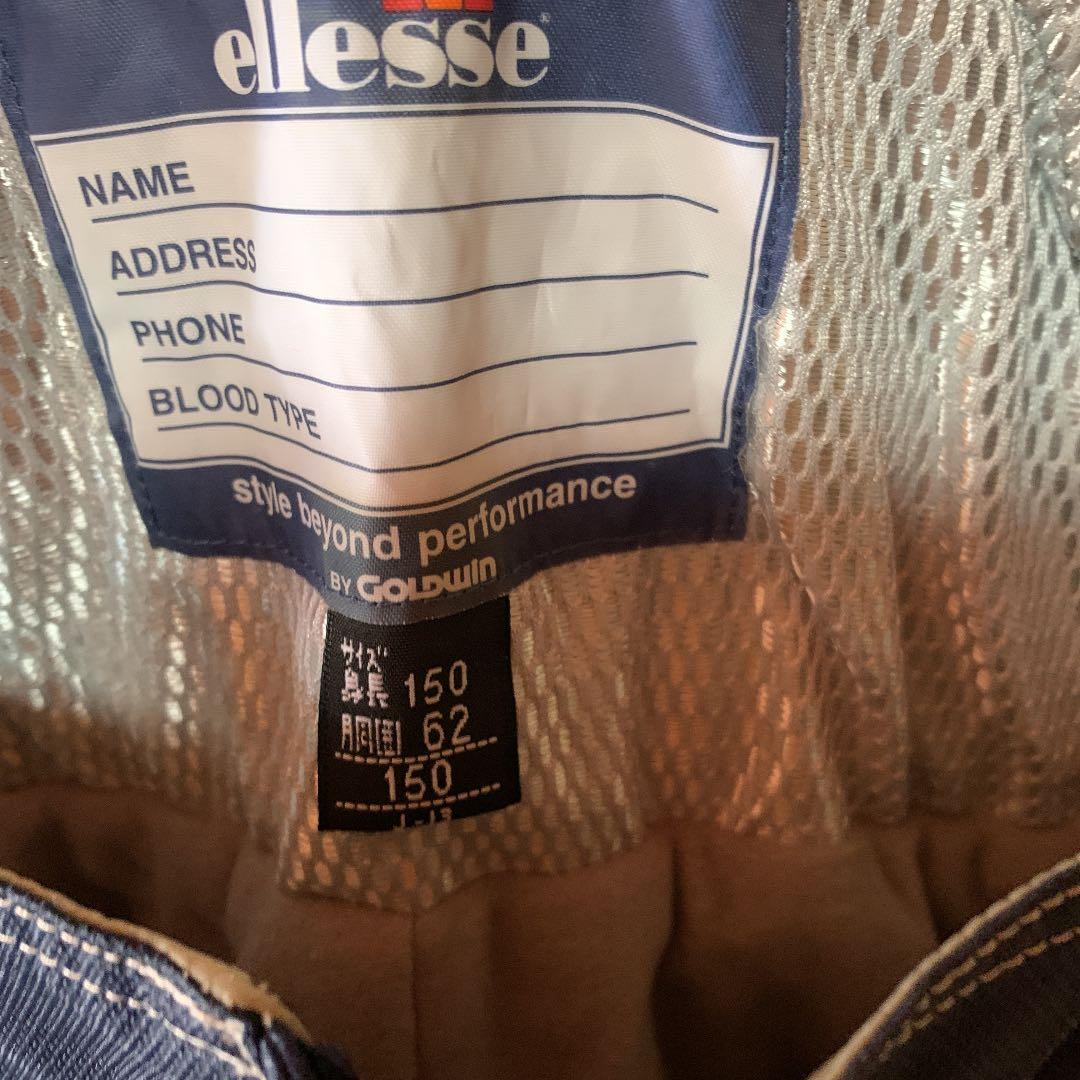 ellesse
NAME
ADDRESS
PHONE
BLOOD TYPE
style beyond performance
BY GOLDWIN
サイズ
身長 150
胴囲 62
150